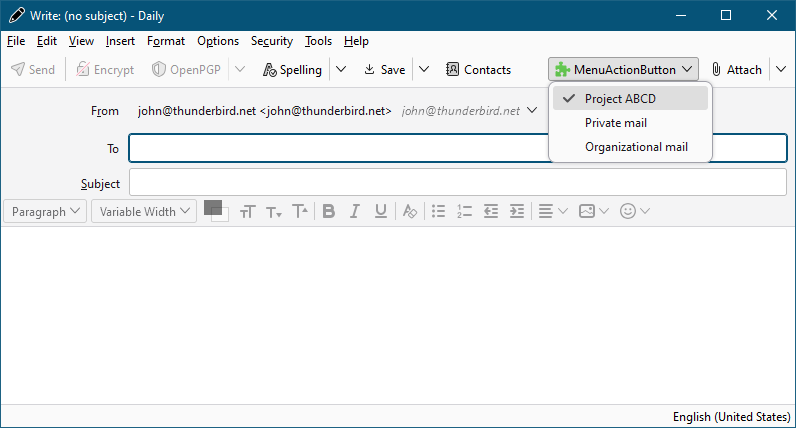 Write: (no subject) - Daily
File Edit View Insert Format Options Security Tools Help
Send Encrypt OpenPGP Spelling Save Contacts MenuActionButton Attach
Project ABCD
Private mail
Organizational mail
From john@thunderbird.net <john@thunderbird.net> john@thunderbird.net
To
Subject
Paragraph Variable Width
English (United States)